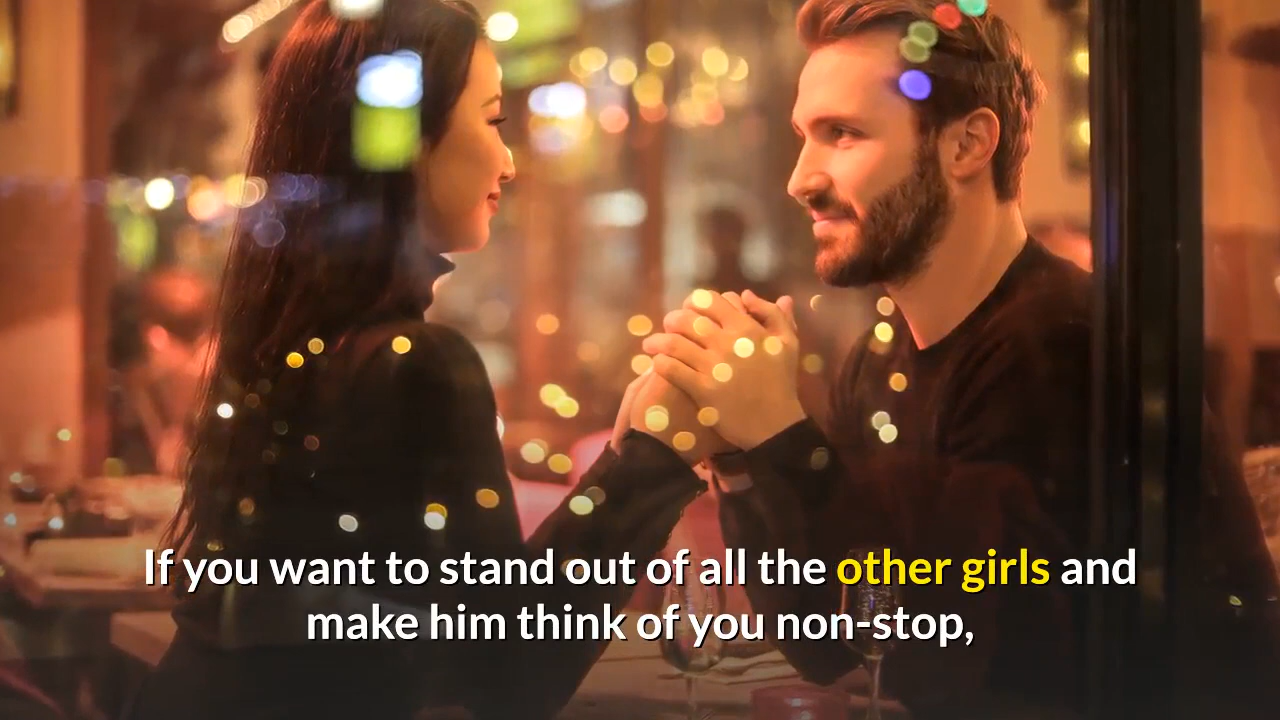 If you want to stand out of all the other girls and
make him think of you non-stop,